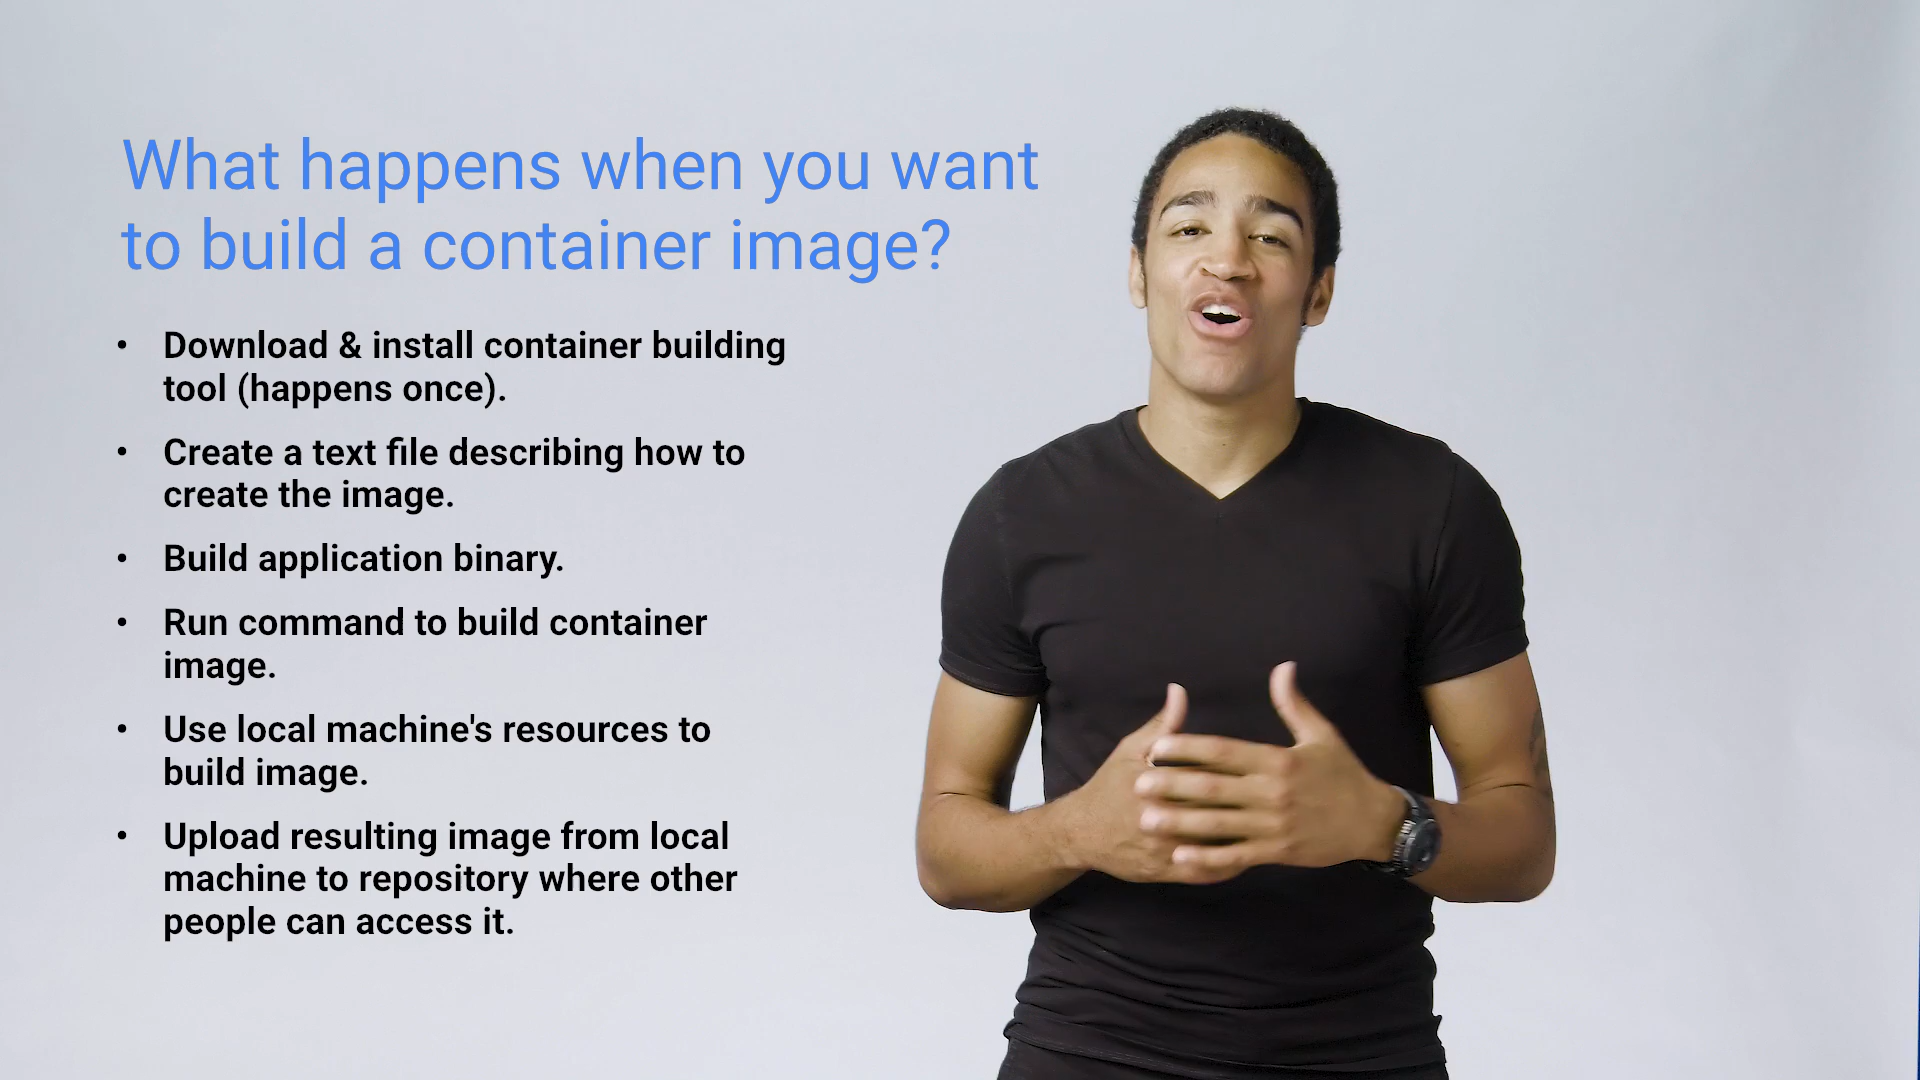 What happens when you want
to build a container image?
• Download & install container building
tool (happens once).
• Create a text file describing how to
create the image.
• Build application binary.
• Run command to build container
image.
• Use local machine's resources to
build image.
• Upload resulting image from local
machine to repository where other
people can access it.